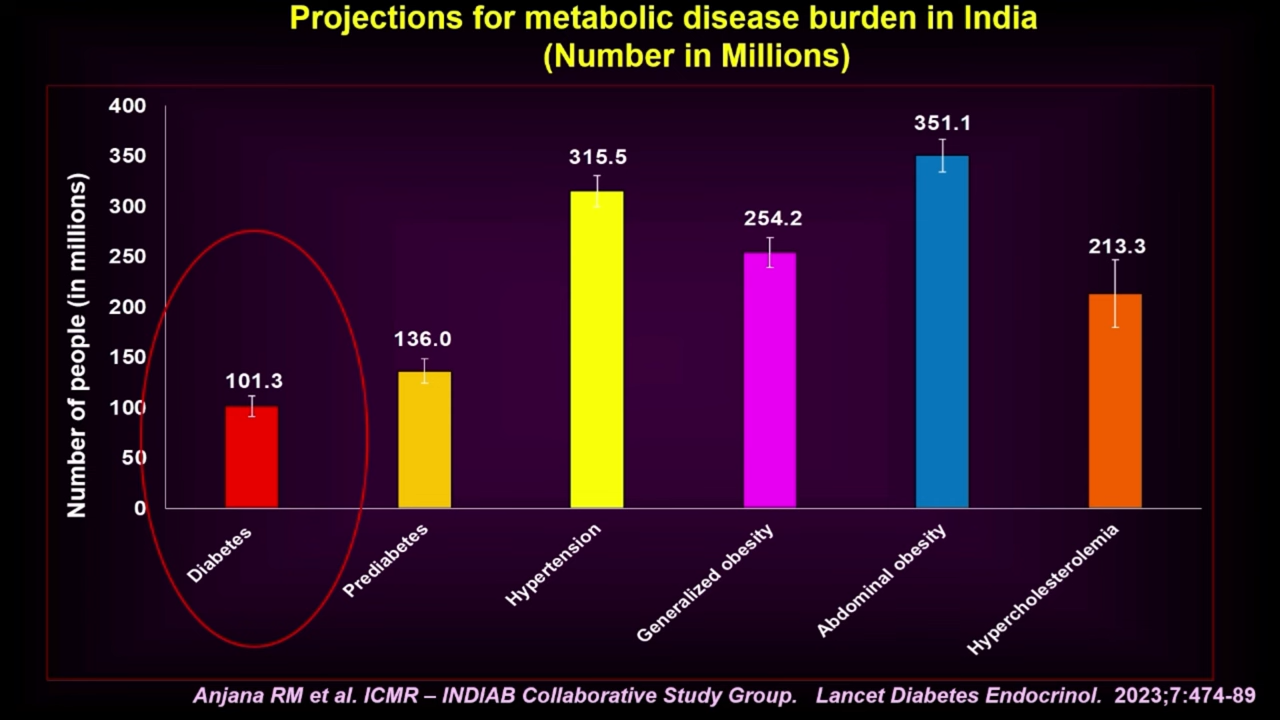 Projections for metabolic disease burden in India
(Number in Millions)
Number of people (in millions)
400
350
300
250
200
150
100
50
0
101.3
136.0
315.5
254.2
351.1
213.3
Diabetes
Prediabetes
Hypertension
Generalized obesity
Abdominal obesity
Hypercholesterolemia
Anjana RM et al. ICMR – INDIAB Collaborative Study Group. Lancet Diabetes Endocrinol. 2023;7:474-89